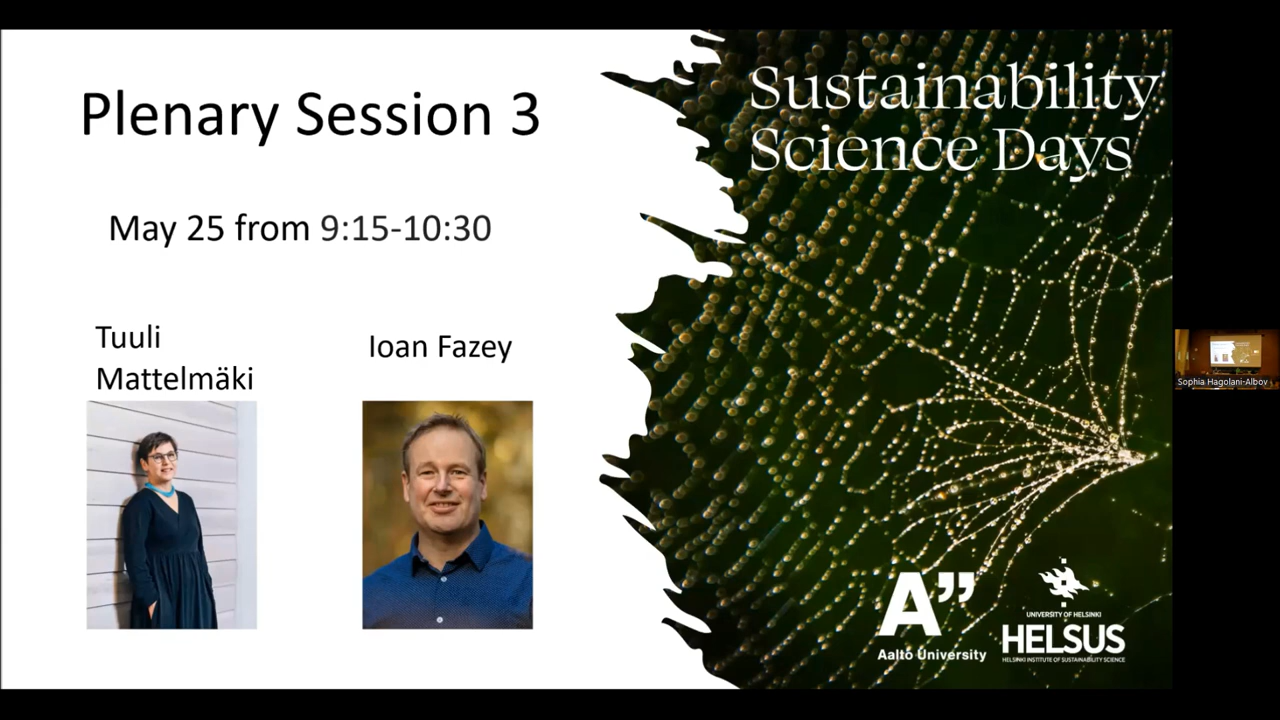 Plenary Session 3
May 25 from 9:15-10:30
Tuuli
Mattelmäki
Ioan Fazey
Sustainability
Science Days
A”
Aalto University
UNIVERSITY OF HELSINKI
HELSUS
HELSINKI INSTITUTE OF SUSTAINABILITY SCIENCE
Sophia Hagolani-Albov